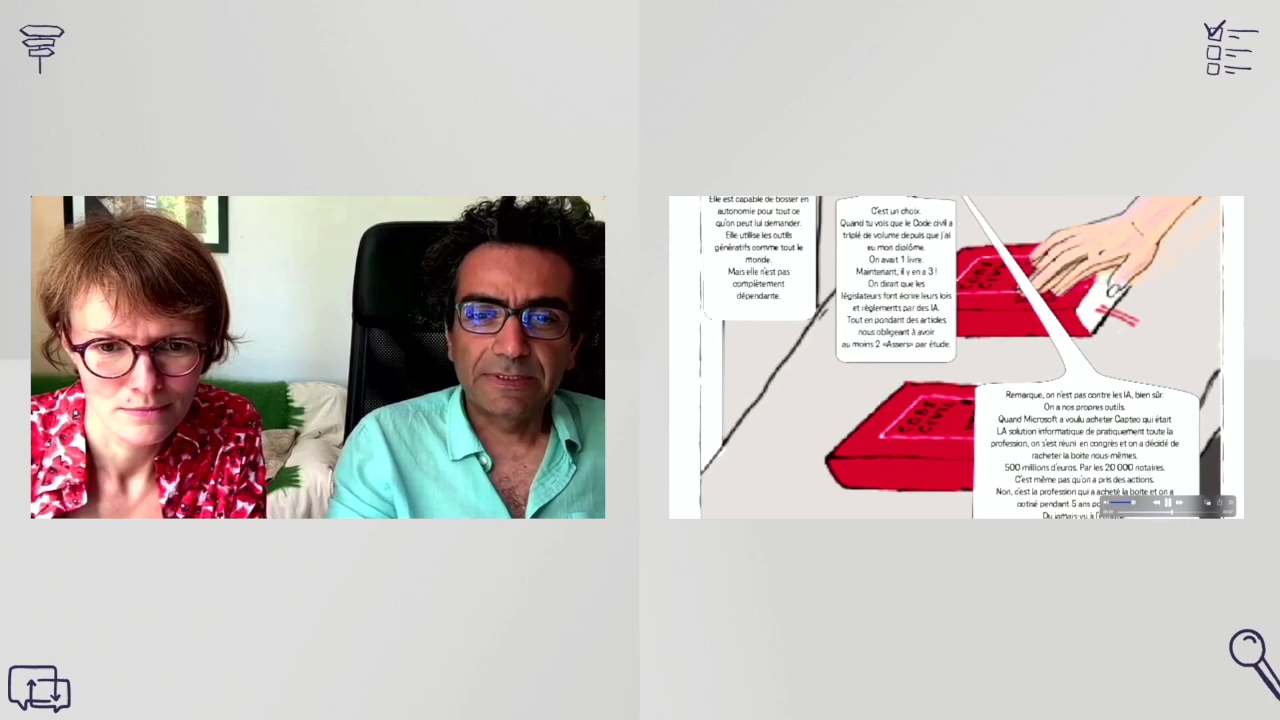 Elle est capable de bosser en
autonomie pour tout ce
qu'on peut lui demander.
Elle utilise les outils
génératifs comme tout le
monde.
Mais elle n'est pas
complètement
dépendante.
C'est un choix.
Quand tu vois que le Code civil a
triplé de volume depuis que j'ai
eu mon diplôme.
On avait 1 livre.
Maintenant, il y en a 3 !
On dirait que les
législateurs font écrire leurs lois
et règlements par des IA.
Tout en pondant des articles
nous obligeant à avoir
au moins 2 «Assers» par étude.
CODE
CIVIL
CODE
CIVIL
Remarque, on n'est pas contre les IA, bien sûr.
On a nos propres outils.
Quand Microsoft a voulu acheter Capteo qui était
LA solution informatique de pratiquement toute la
profession, on s'est réuni en congrès et on a décidé de
racheter la boite nous-mêmes.
500 millions d'euros. Par les 20 000 notaires.
C'est même pas qu'on a pris des actions.
Non, c'est la profession qui a acheté la boite et on a
cotisé pendant 5 ans
Du jamais-vu à